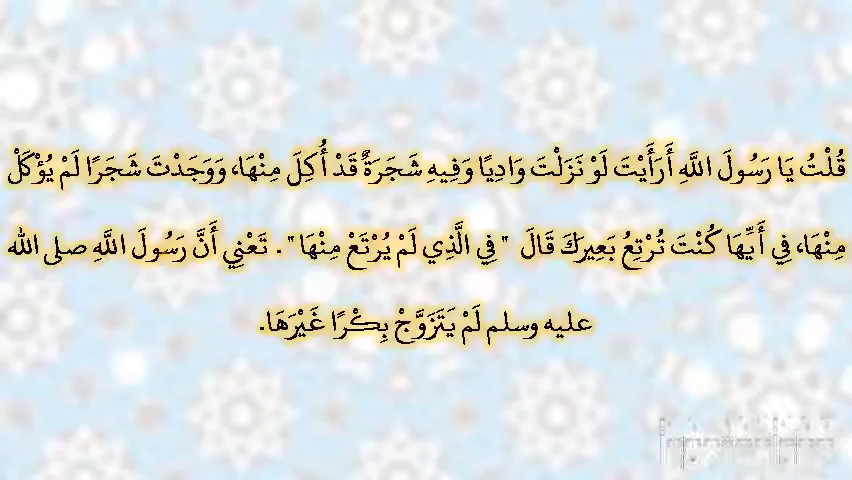 قُلْتُ يَا رَسُولَ اللَّهِ أَرَأَيْتَ لَوْ نَزَلْتَ وَادِيًا وَفِيهِ شَجَرَةٌ قَدْ أُكِلَ مِنْهَا، وَوَجَدْتَ شَجَرًا لَمْ يُؤْكَلْ
مِنْهَا، فِي أَيِّهَا كُنْتَ تُرْتِعُ بَعِيرَكَ قَالَ ‏"‏ فِي الَّذِي لَمْ يُرْتَعْ مِنْهَا ‏"‏‏.‏ تَعْنِي أَنَّ رَسُولَ اللَّهِ صلى الله
عليه وسلم لَمْ يَتَزَوَّجْ بِكْرًا غَيْرَهَا‏.‏